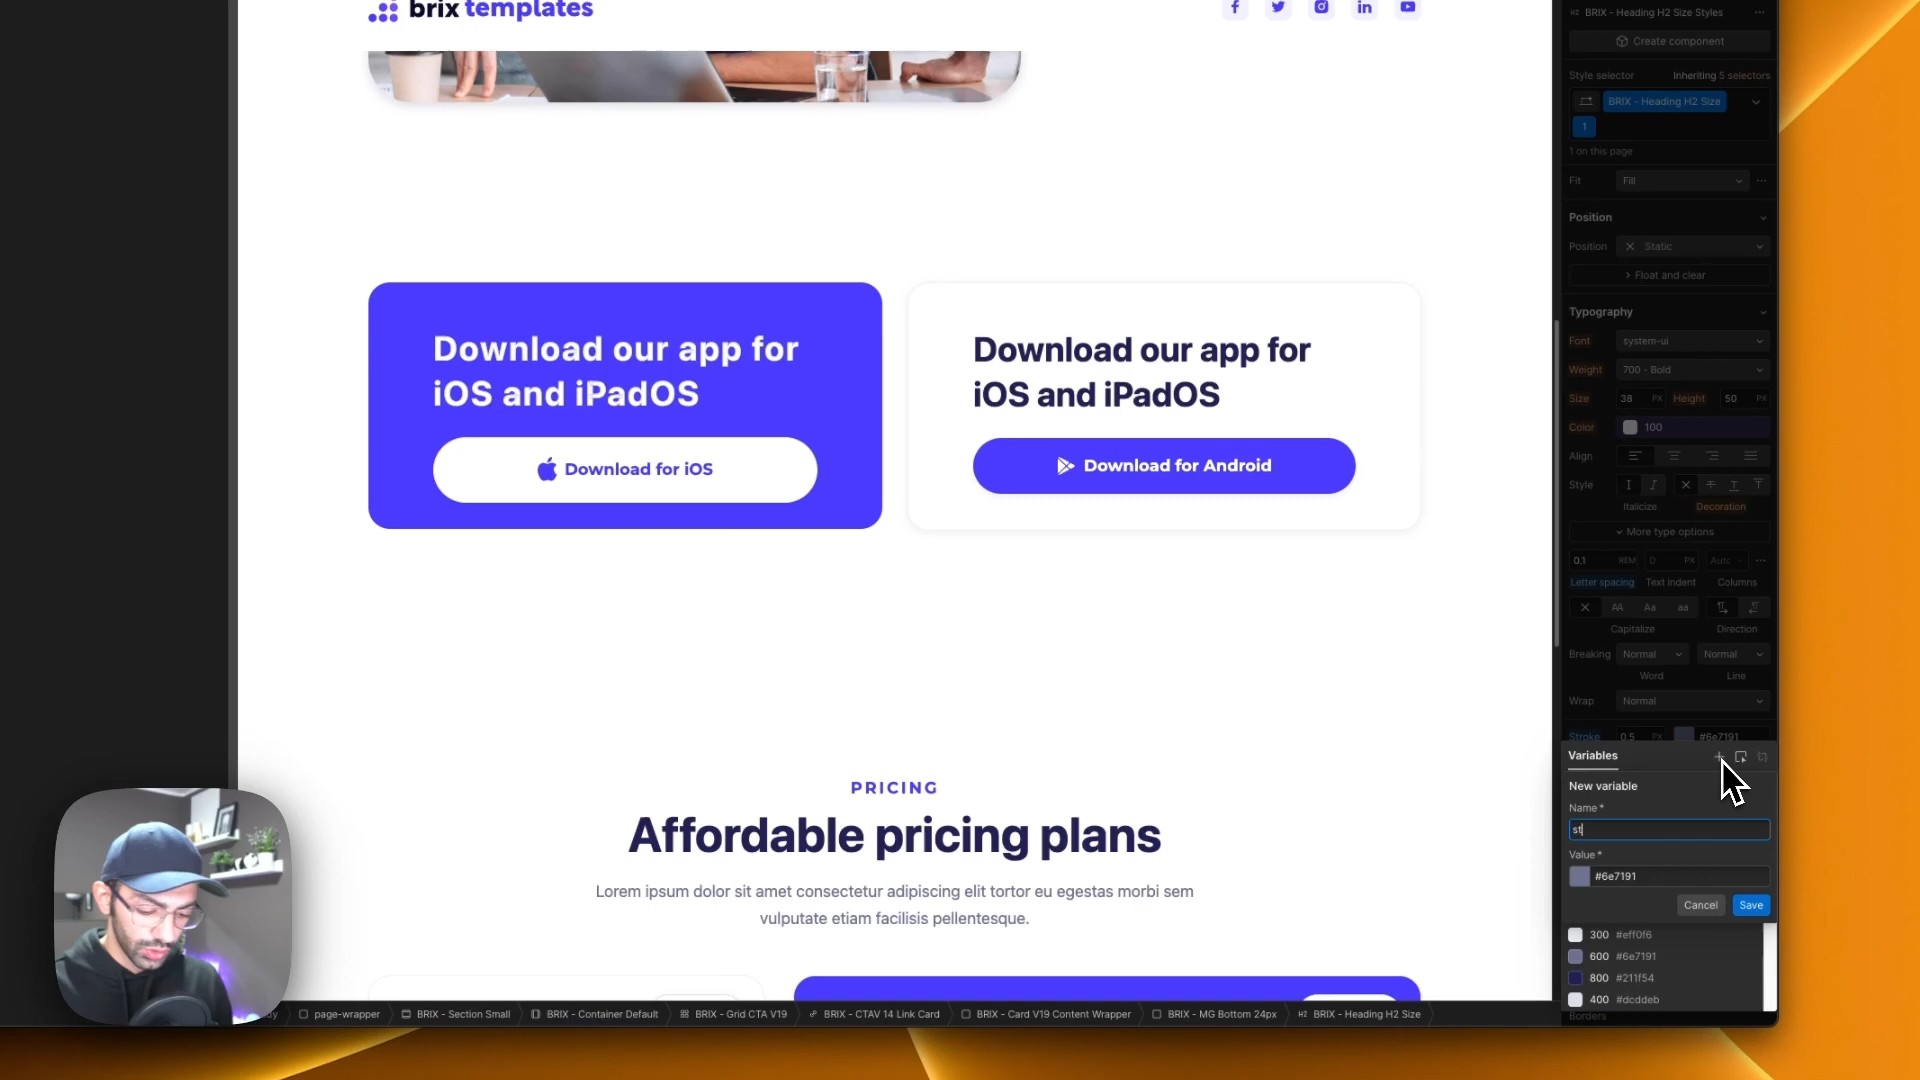 brix templates
BRIX - Heading H2 Size Styles
Create component
Style selector
Inheriting 5 selectors
BRIX - Heading H2 Size
1
1 on this page
Fit
Fill
Position
Position
Static
Float and clear
Typography
Font
system-ui
Weight
700 - Bold
Size
38 PX
Height
50 PX
Color
100
Align
Style
Italicize
Decoration
More type options
0.1 REM
0 PX
Auto
Letter spacing
Text indent
Columns
AA Aa aa
Capitalize
Direction
Breaking
Normal
Normal
Word
Line
Wrap
Normal
Stroke
0.5 PX
#6e7191
Variables
New variable
Name *
st
Value *
#6e7191
Cancel
Save
300 #eff0f6
600 #6e7191
800 #211f54
400 #dcddeb
Borders
Download our app for
iOS and iPadOS
Download for iOS
Download our app for
iOS and iPadOS
Download for Android
PRICING
Affordable pricing plans
Lorem ipsum dolor sit amet consectetur adipiscing elit tortor eu egestas morbi sem
vulputate etiam facilisis pellentesque.
page-wrapper
BRIX - Section Small
BRIX - Container Default
BRIX - Grid CTA V19
BRIX - CTAV 14 Link Card
BRIX - Card V19 Content Wrapper
BRIX - MG Bottom 24px
H2 BRIX - Heading H2 Size